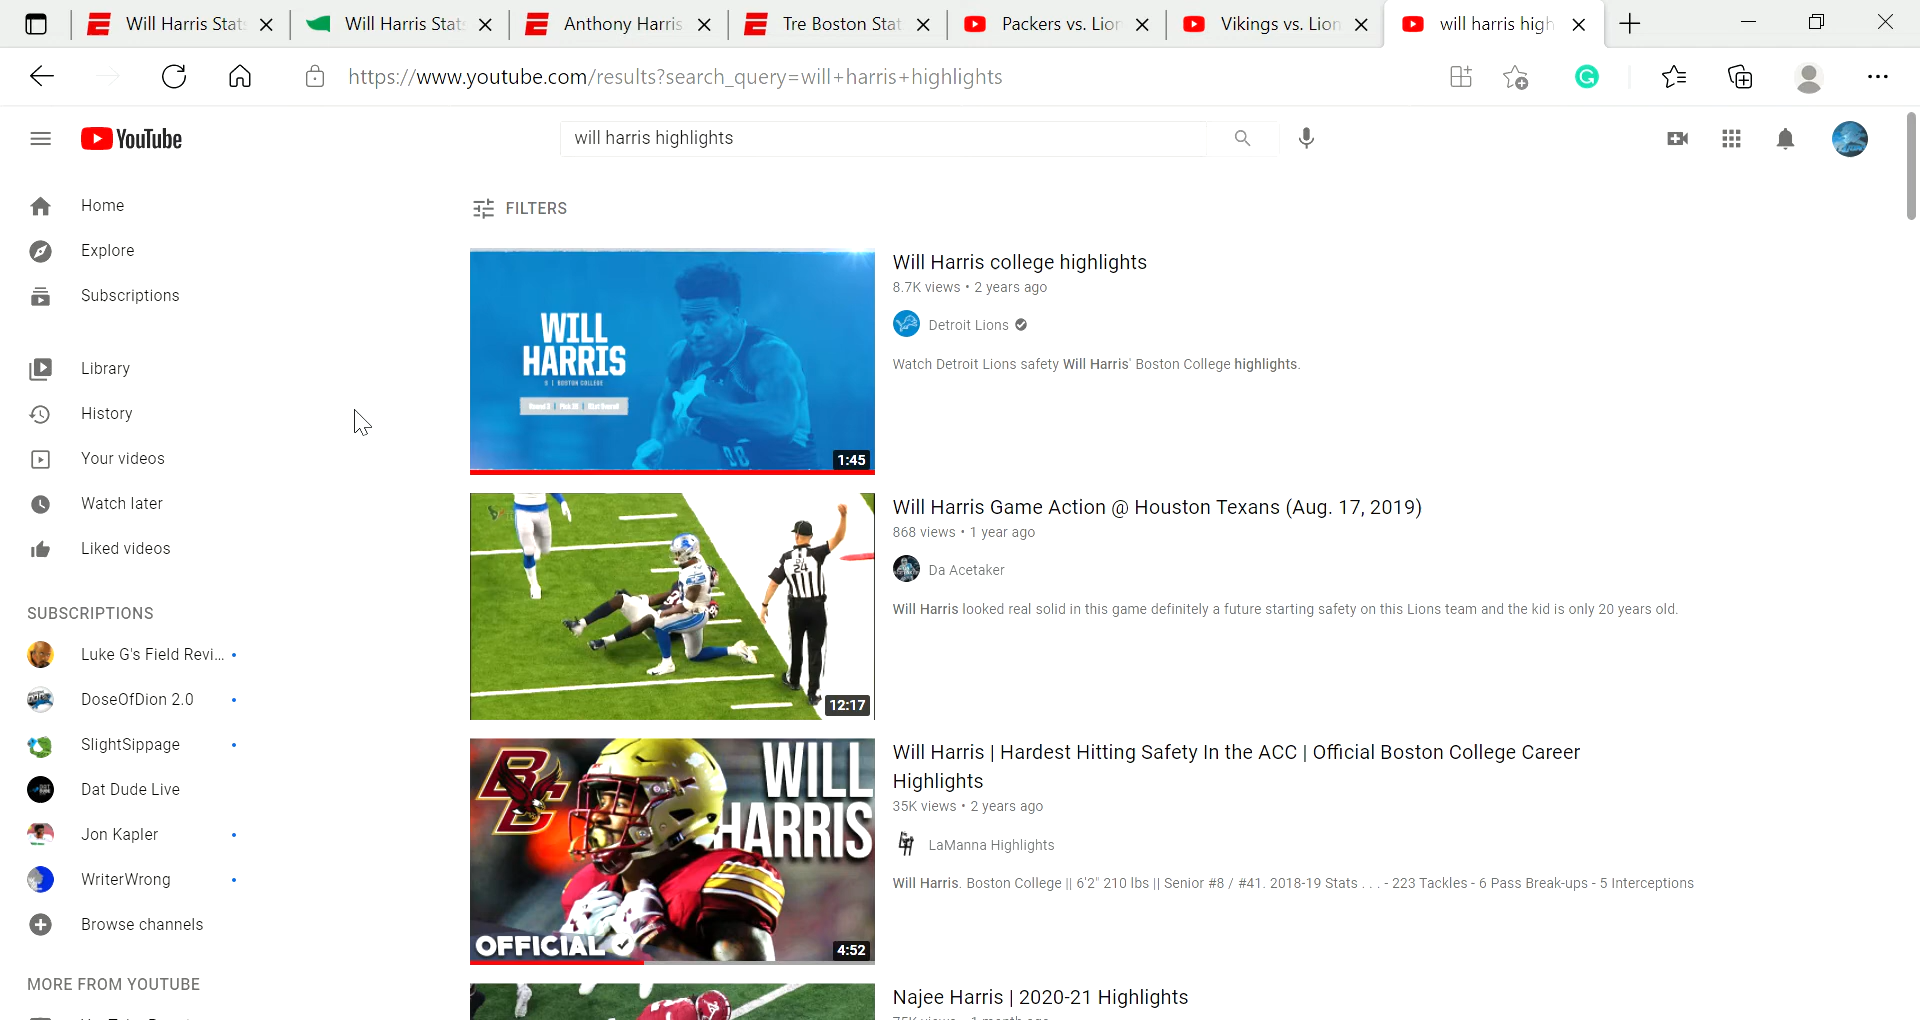 Will Harris Stat
Will Harris Stat
Anthony Harris
Tre Boston Stat
Packers vs. Lion
Vikings vs. Lion
will harris high
https://www.youtube.com/results?search_query=will+harris+highlights
YouTube
will harris highlights
Home
Explore
Subscriptions
Library
History
Your videos
Watch later
Liked videos
SUBSCRIPTIONS
Luke G's Field Revi...
DoseOfDion 2.0
SlightSippage
Dat Dude Live
Jon Kapler
WriterWrong
Browse channels
MORE FROM YOUTUBE
FILTERS
WILL
HARRIS
S | BOSTON COLLEGE
1:45
Will Harris college highlights
8.7K views • 2 years ago
Detroit Lions
Watch Detroit Lions safety Will Harris' Boston College highlights.
24
12:17
Will Harris Game Action @ Houston Texans (Aug. 17, 2019)
868 views • 1 year ago
Da Acetaker
Will Harris looked real solid in this game definitely a future starting safety on this Lions team and the kid is only 20 years old.
BC
WILL
HARRIS
OFFICIAL
4:52
Will Harris | Hardest Hitting Safety In the ACC | Official Boston College Career
Highlights
35K views • 2 years ago
LaManna Highlights
Will Harris. Boston College || 6'2" 210 lbs || Senior #8 / #41. 2018-19 Stats . . . - 223 Tackles - 6 Pass Break-ups - 5 Interceptions
Najee Harris | 2020-21 Highlights